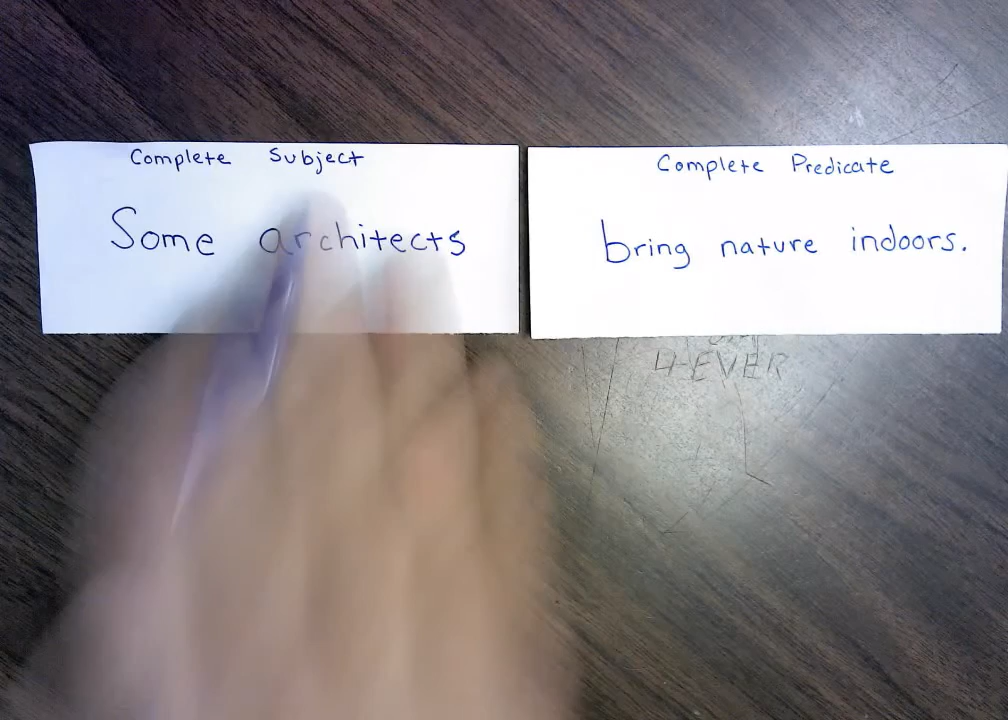 Complete Subject
Some architects
Complete Predicate
bring nature indoors.
4-EVER